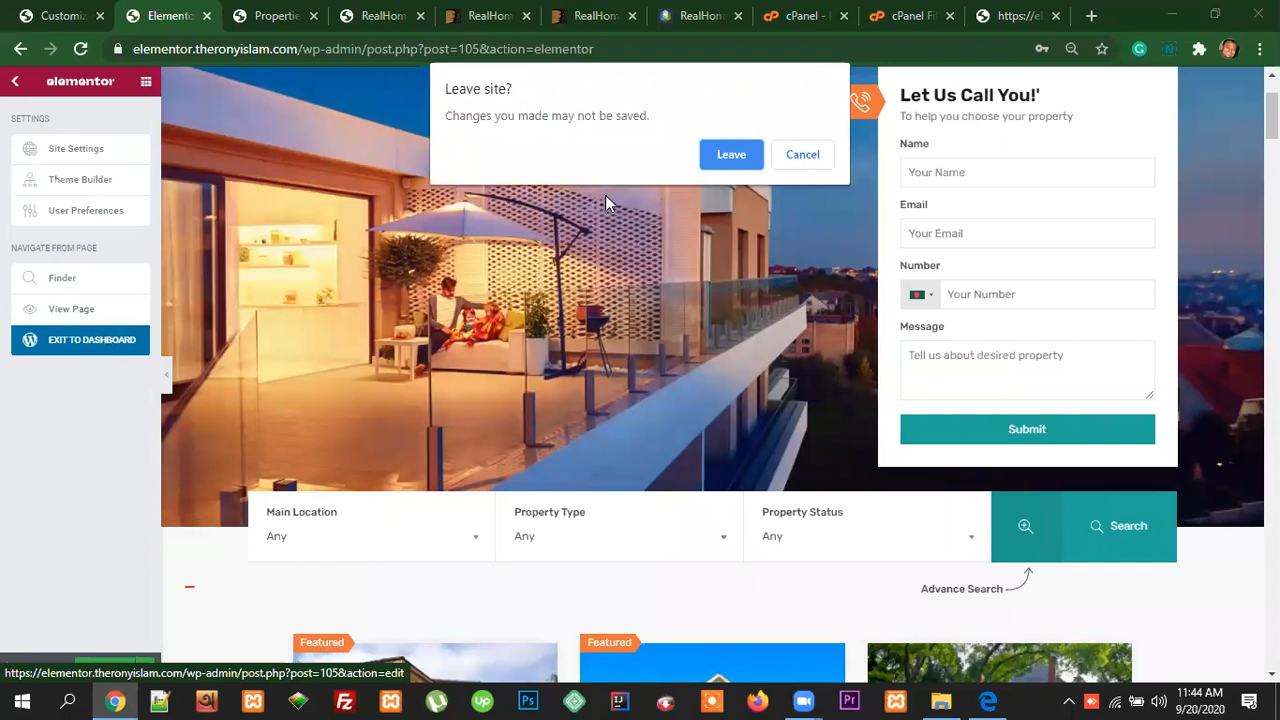 Customiz
Elementc
Propertie
RealHom
RealHom
RealHom
cPanel - I
cPanel Fi
https://el
elementor.theronyislam.com/wp-admin/post.php?post=105&action=elementor
elementor
SETTINGS
Site Settings
Theme Builder
User Preferences
NAVIGATE FROM PAGE
Finder
View Page
EXIT TO DASHBOARD
Leave site?
Changes you made may not be saved.
Leave
Cancel
Let Us Call You!'
To help you choose your property
Name
Your Name
Email
Your Email
Number
Your Number
Message
Tell us about desired property
Submit
Main Location
Any
Property Type
Any
Property Status
Any
Search
Advance Search
Featured
Featured
https://elementor.theronyislam.com/wp-admin/post.php?post=105&action=edit
11:44 AM
9/20/2020